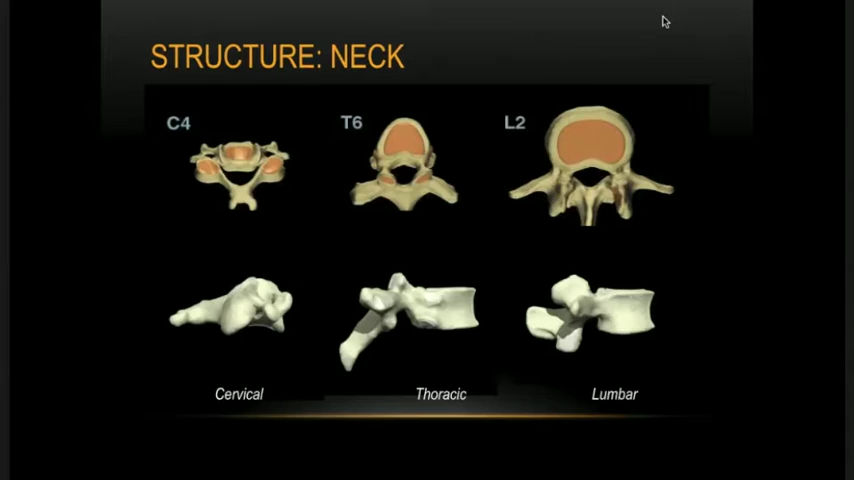 STRUCTURE: NECK
C4
T6
L2
Cervical
Thoracic
Lumbar